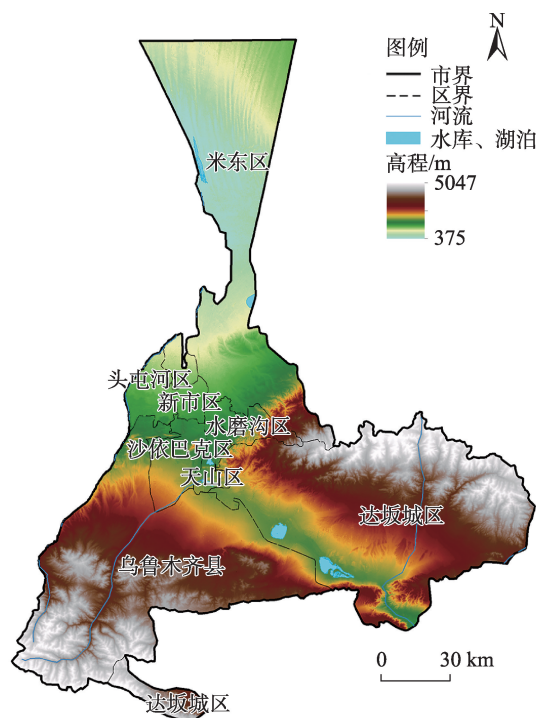 N
图例
市界
区界
河流
水库、湖泊
高程/m
5047
375
米东区
头屯河区
新市区
水磨沟区
沙依巴克区
天山区
达坂城区
乌鲁木齐县
达坂城区
0 30 km